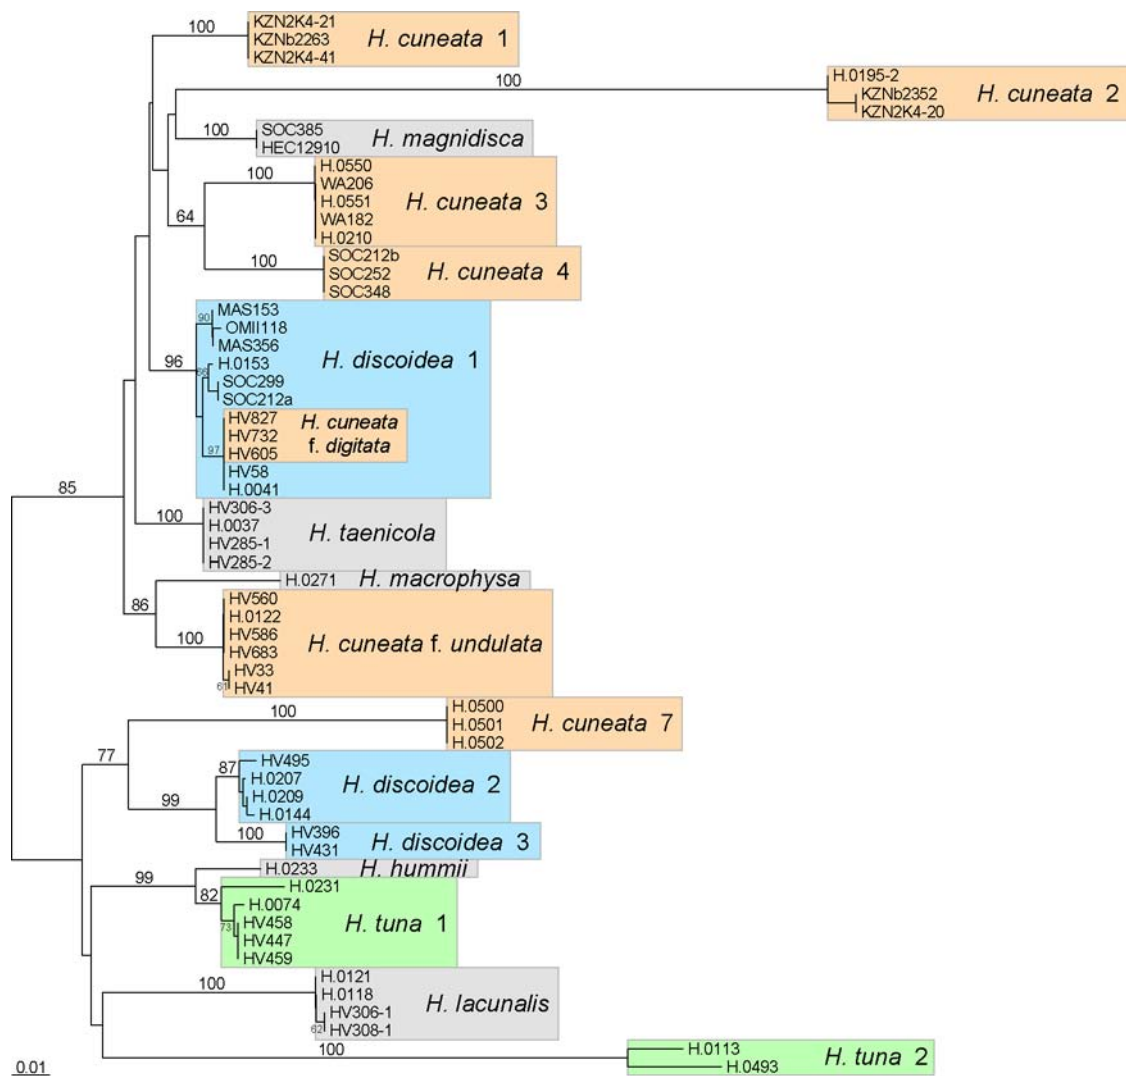 100
KZN2K4-21
KZNb2263
KZN2K4-41
H. cuneata 1
100
H.0195-2
KZNb2352
KZN2K4-20
H. cuneata 2
100
SOC385
HEC12910
H. magnidisca
100
H.0550
WA206
H.0551
WA182
H.0210
H. cuneata 3
64
100
SOC212b
SOC252
SOC348
H. cuneata 4
96
90
MAS153
OMII118
MAS356
66
H.0153
SOC299
SOC212a
H. discoidea 1
97
HV827
HV732
HV605
H. cuneata
f. digitata
HV58
H.0041
85
100
HV306-3
H.0037
HV285-1
HV285-2
H. taenicola
86
H.0271
H. macrophysa
100
HV560
H.0122
HV586
HV683
61
HV33
HV41
H. cuneata f. undulata
77
100
H.0500
H.0501
H.0502
H. cuneata 7
99
87
HV495
H.0207
H.0209
H.0144
H. discoidea 2
100
HV396
HV431
H. discoidea 3
99
H.0233
H. hummii
82
H.0231
73
H.0074
HV458
HV447
HV459
H. tuna 1
100
H.0121
H.0118
62
HV306-1
HV308-1
H. lacunalis
100
H.0113
H.0493
H. tuna 2
0.01